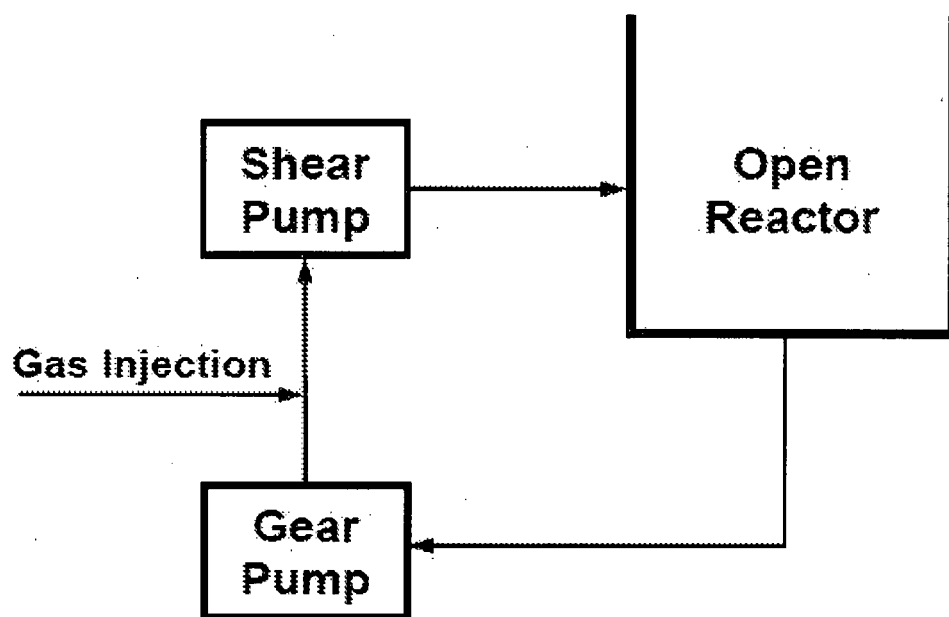 Shear
Pump
Open
Reactor
Gas Injection
Gear
Pump